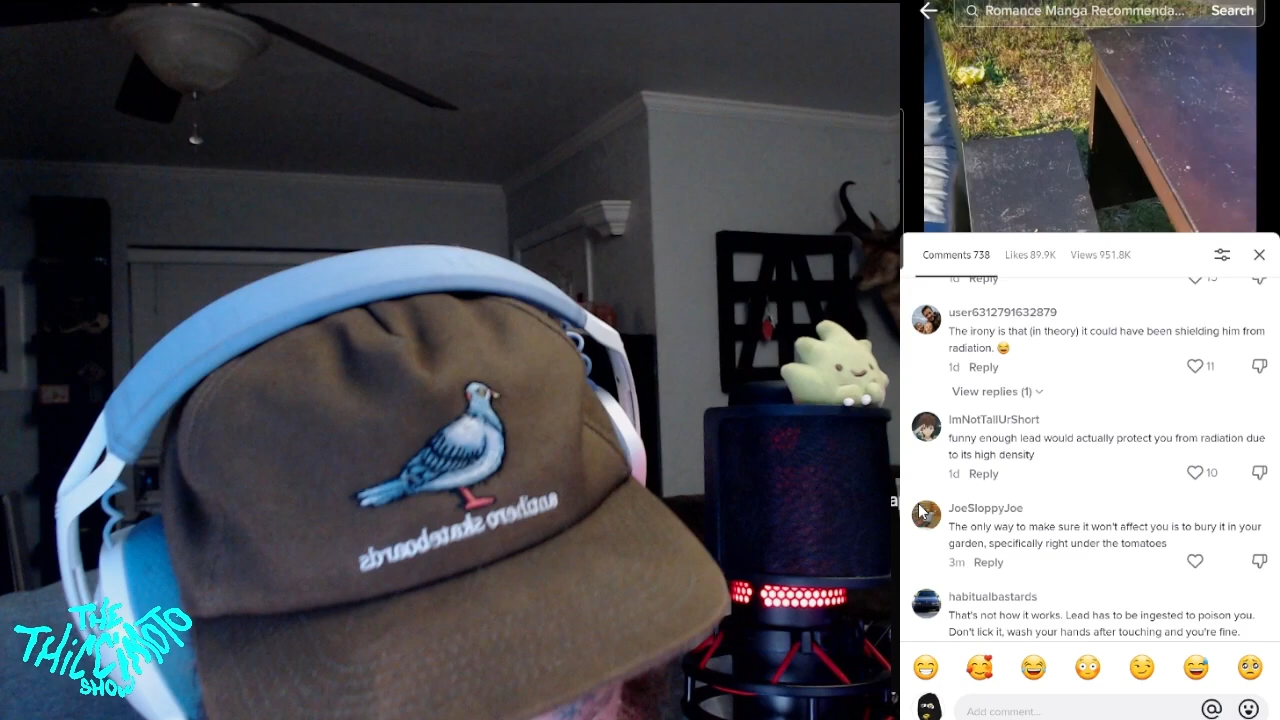 Romance Manga Recommenda...
Search
Comments 738
Likes 89.9K
Views 951.8K
1d Reply
15
user6312791632879
The irony is that (in theory) it could have been shielding him from
radiation. 😂
1d Reply
11
View replies (1)
ImNotTallUrShort
funny enough lead would actually protect you from radiation due
to its high density
1d Reply
10
JoeSloppyJoe
The only way to make sure it won't affect you is to bury it in your
garden, specifically right under the tomatoes
3m Reply
habitualbastards
That's not how it works. Lead has to be ingested to poison you.
Don't lick it, wash your hands after touching and you're fine.
Add comment...
antihero skateboards
THE
THICCMOTO
SHOW